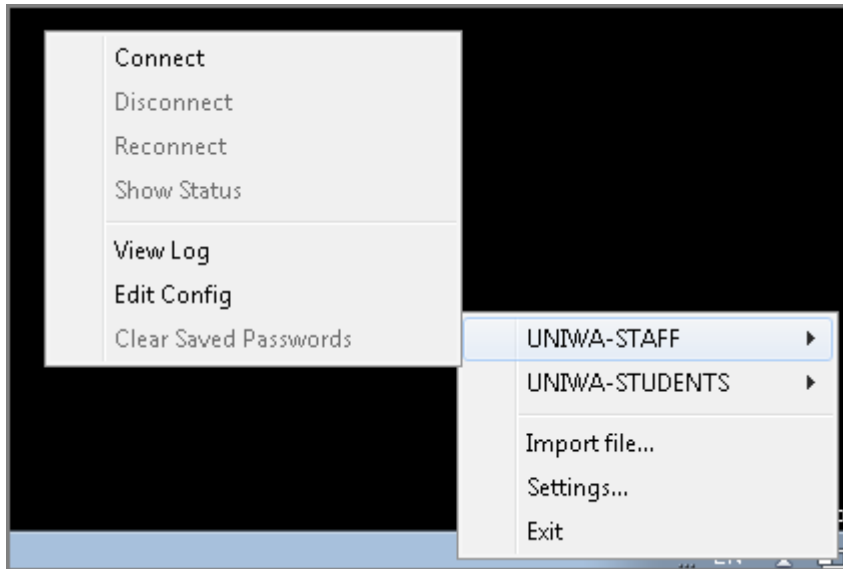 Connect
Disconnect
Reconnect
Show Status
View Log
Edit Config
Clear Saved Passwords
UNIWA-STAFF
UNIWA-STUDENTS
Import file...
Settings...
Exit